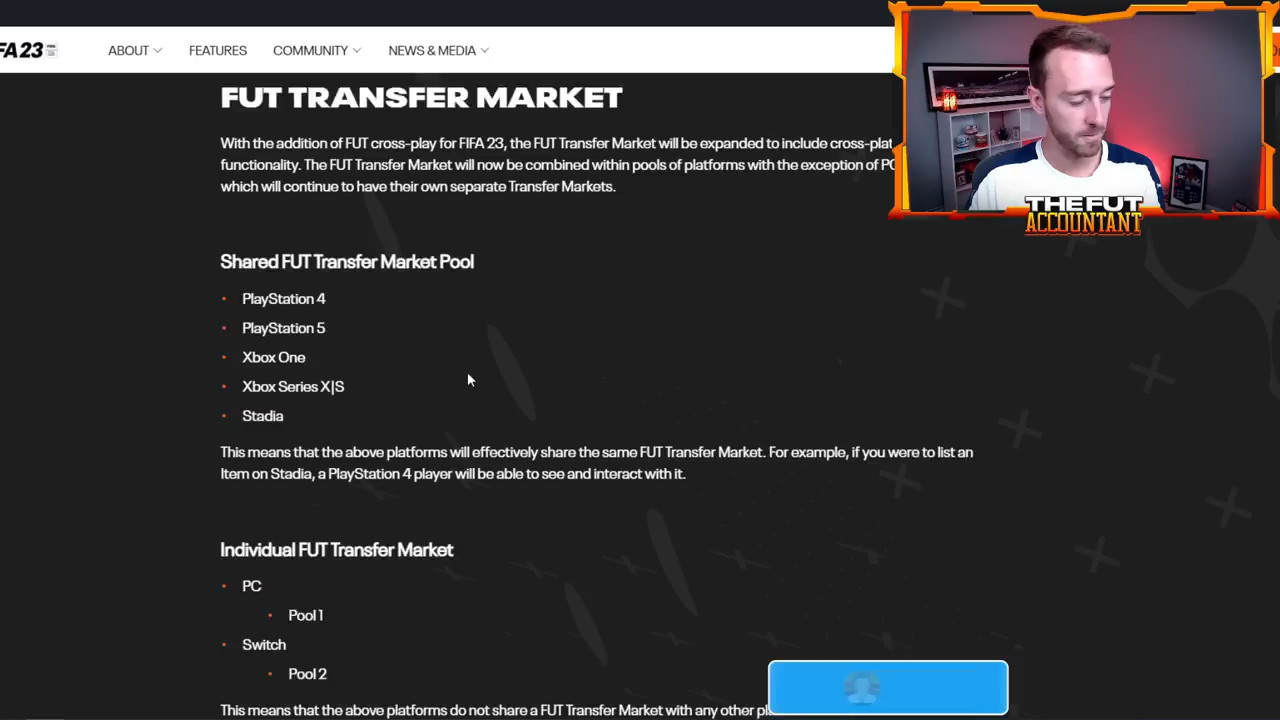 FA 23
ABOUT
FEATURES
COMMUNITY
NEWS & MEDIA
FUT TRANSFER MARKET
With the addition of FUT cross-play for FIFA 23, the FUT Transfer Market will be expanded to include
functionality. The FUT Transfer Market will now be combined within pools of platforms with the exception of
which will continue to have their own separate Transfer Markets.
THE FUT
ACCOUNTANT
Shared FUT Transfer Market Pool
• PlayStation 4
• PlayStation 5
• Xbox One
• Xbox Series X|S
• Stadia
This means that the above platforms will effectively share the same FUT Transfer Market. For example, if you were to list an
Item on Stadia, a PlayStation 4 player will be able to see and interact with it.
Individual FUT Transfer Market
• PC
• Pool 1
• Switch
• Pool 2
This means that the above platforms do not share a FUT Transfer Market with any other